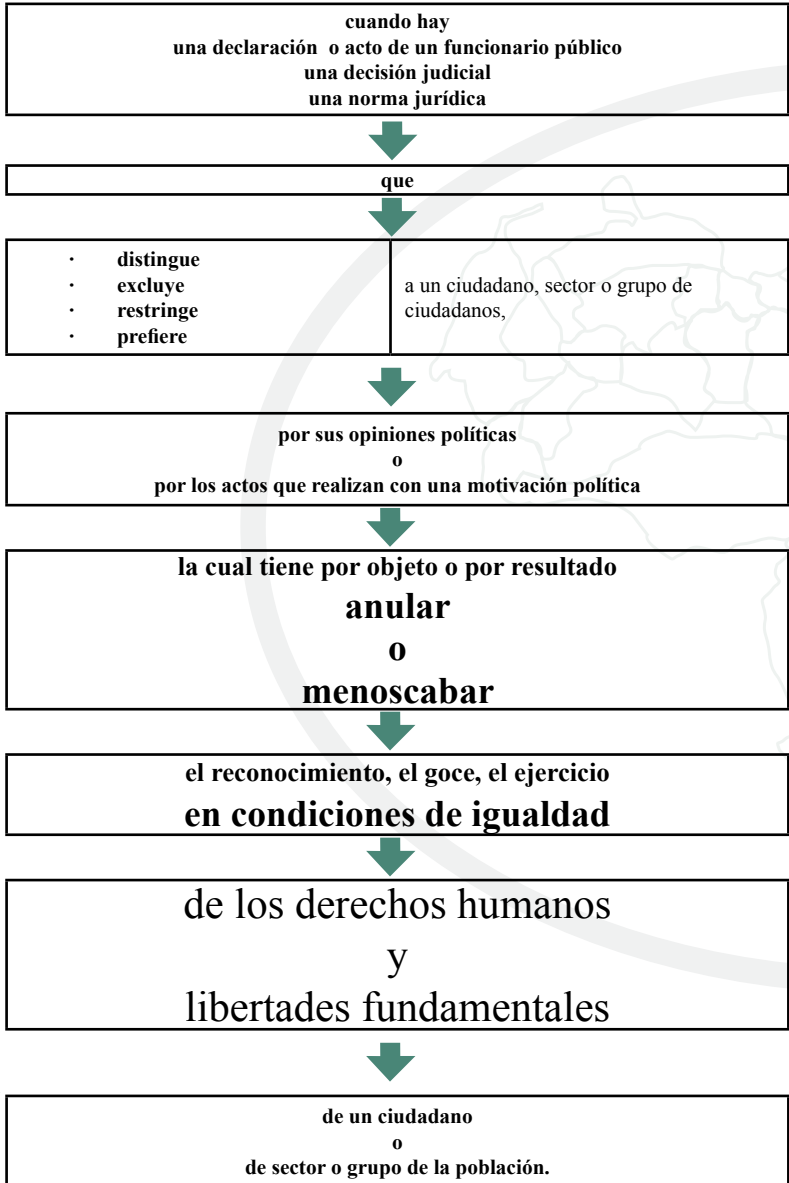 cuando hay
una declaración o acto de un funcionario público
una decisión judicial
una norma jurídica
que
· distingue
· excluye
· restringe
· prefiere
a un ciudadano, sector o grupo de
ciudadanos,
por sus opiniones políticas
o
por los actos que realizan con una motivación política
la cual tiene por objeto o por resultado
anular
o
menoscabar
el reconocimiento, el goce, el ejercicio
en condiciones de igualdad
de los derechos humanos
y
libertades fundamentales
de un ciudadano
o
de sector o grupo de la población.